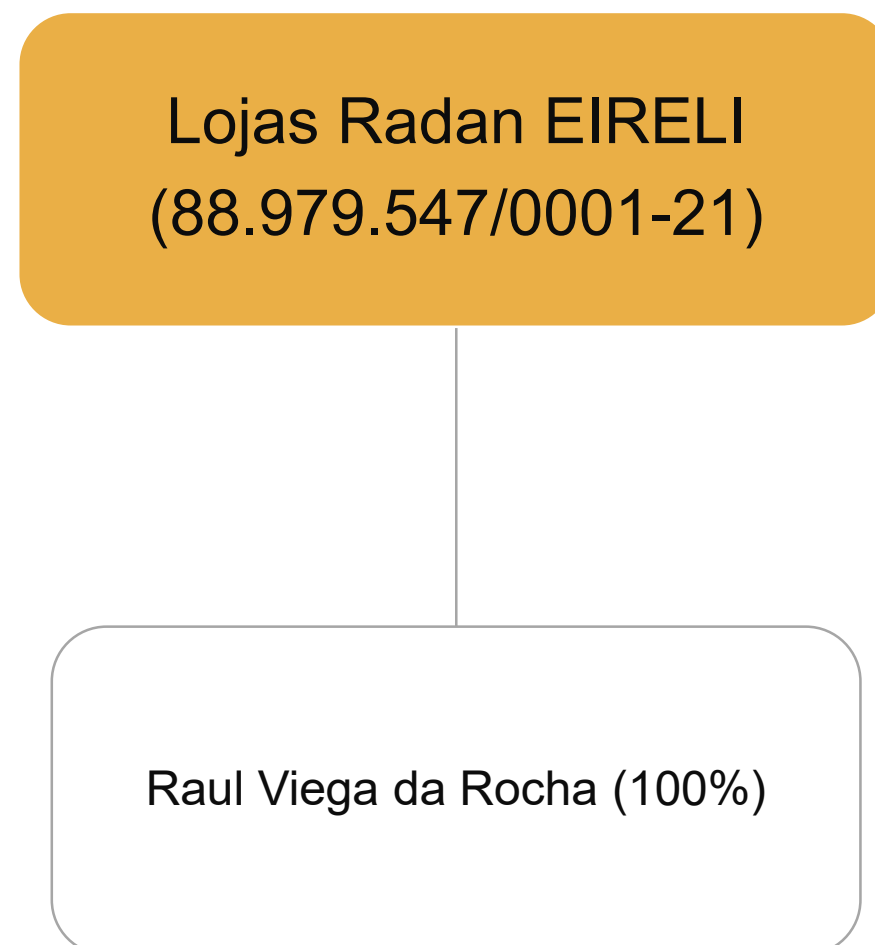 Lojas Radan EIRELI
(88.979.547/0001-21)
Raul Viega da Rocha (100%)